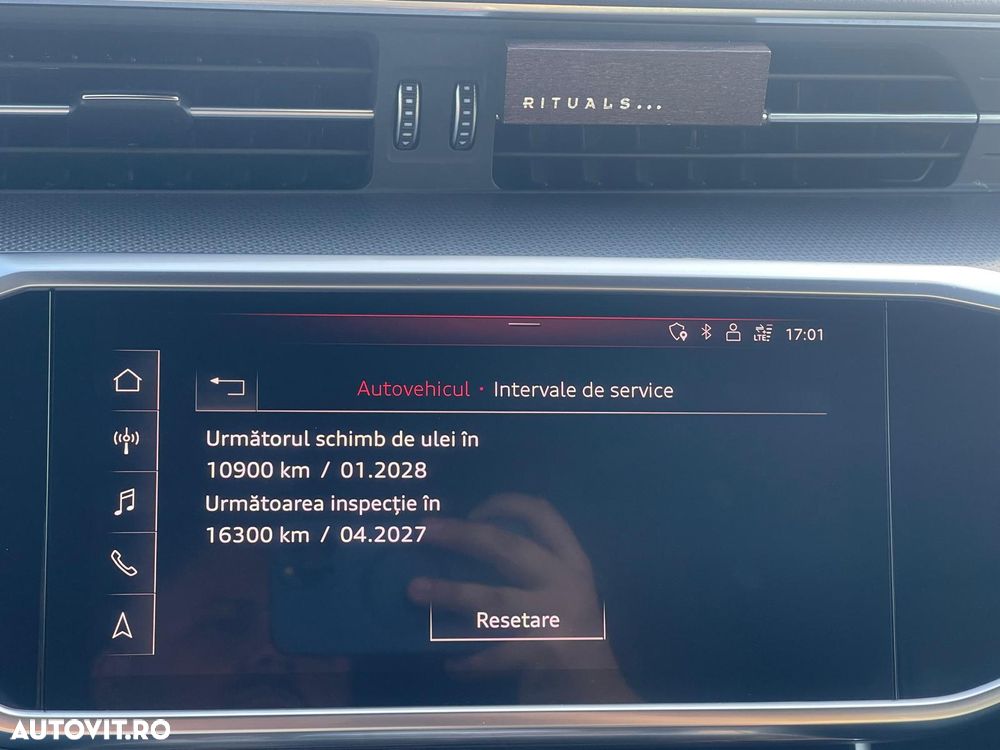 RITUALS...
LTE 17:01
Autovehicul · Intervale de service
Următorul schimb de ulei în
10900 km / 01.2028
Următoarea inspecție în
16300 km / 04.2027
Resetare
AUTOVIT.RO